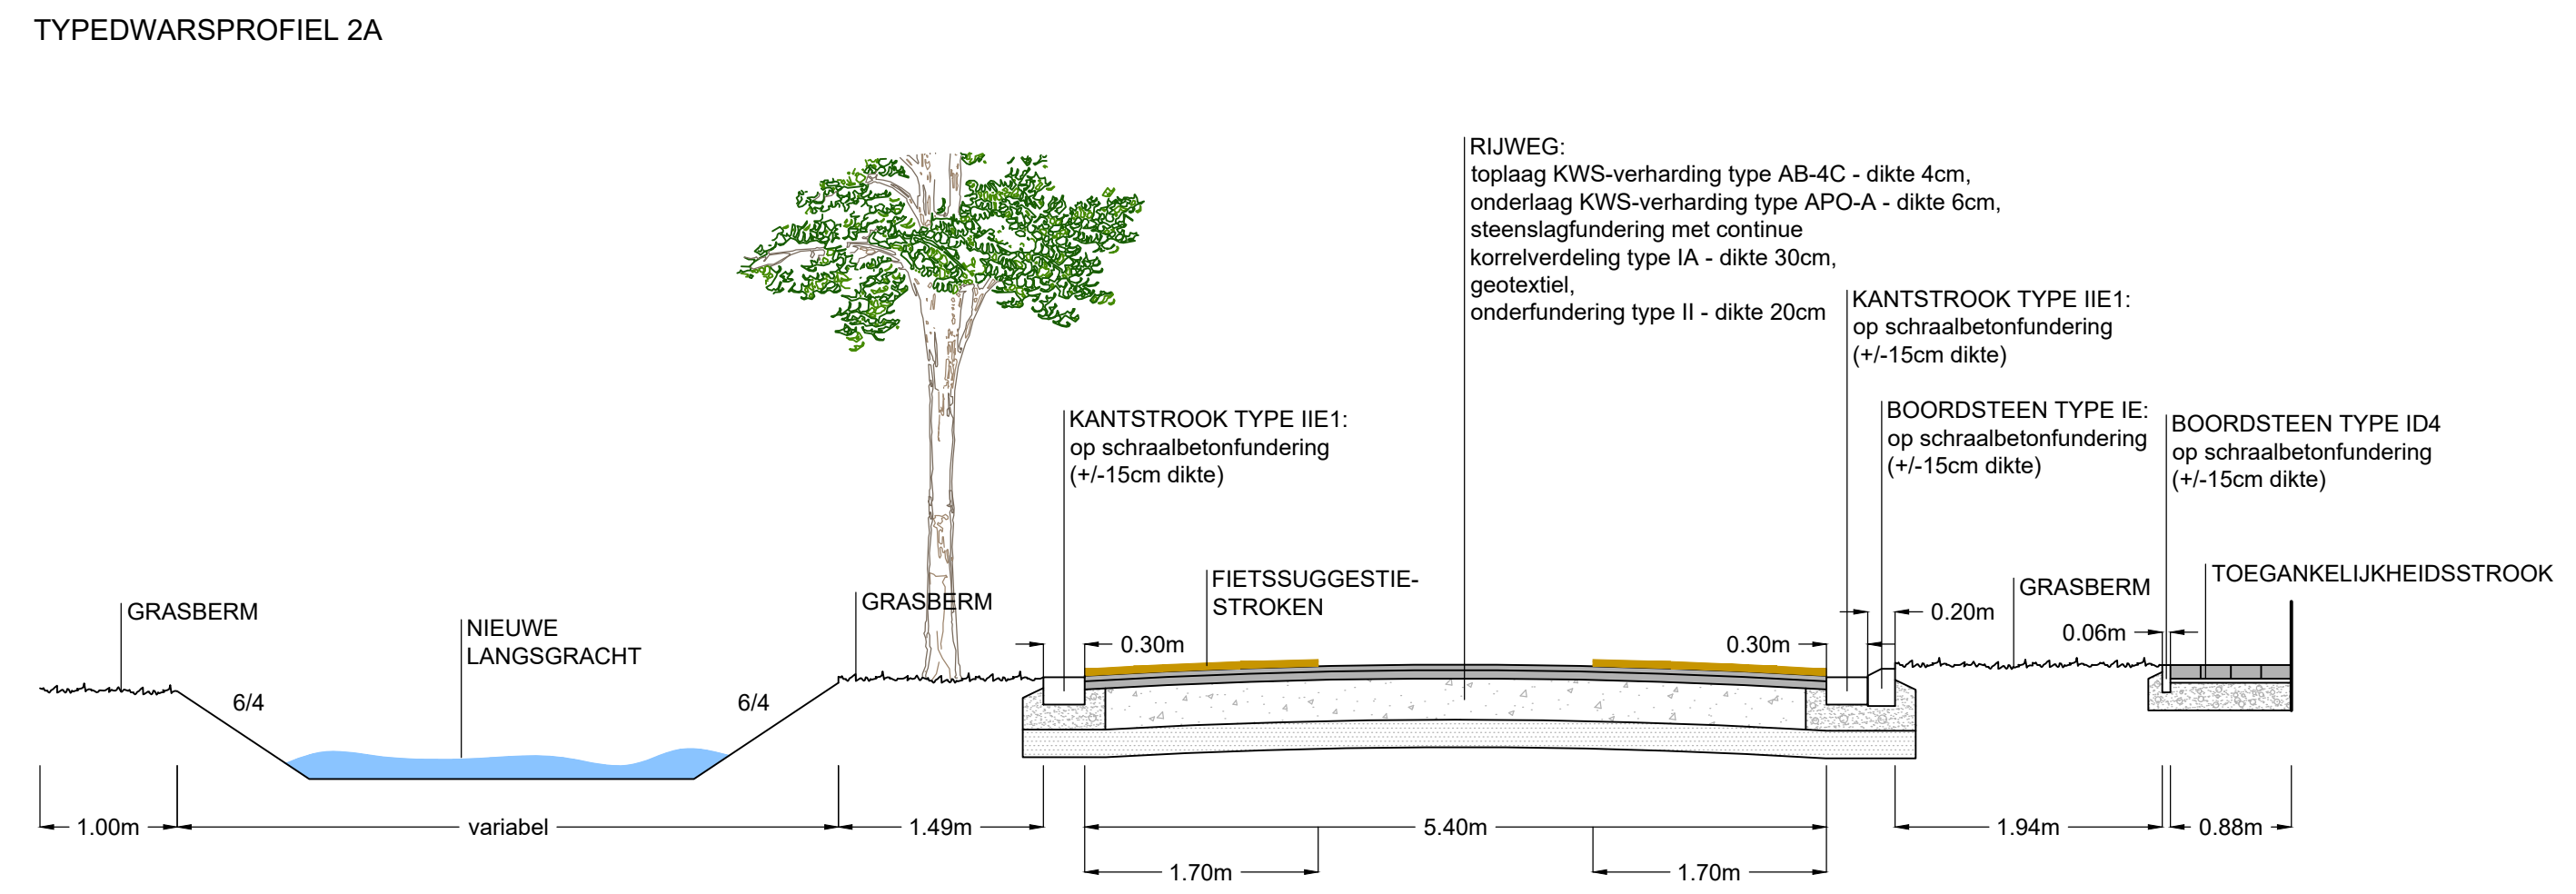 TYPEDWARSPROFIEL 2A
RIJWEG:
toplaag KWS-verharding type AB-4C - dikte 4cm,
onderlaag KWS-verharding type APO-A - dikte 6cm,
steenslagfundering met continue
korrelverdeling type IA - dikte 30cm,
geotextiel,
onderfundering type II - dikte 20cm
KANTSTROOK TYPE IIE1:
op schraalbetonfundering
(+/-15cm dikte)
BOORDSTEEN TYPE IE:
op schraalbetonfundering
(+/-15cm dikte)
BOORDSTEEN TYPE ID4
op schraalbetonfundering
(+/-15cm dikte)
KANTSTROOK TYPE IIE1:
op schraalbetonfundering
(+/-15cm dikte)
GRASBERM
NIEUWE
LANGSGRACHT
GRASBERM
FIETSSUGGESTIE-
STROKEN
GRASBERM
TOEGANKELIJKHEIDSSTROOK
0.30m
0.30m
0.20m
0.06m
6/4
6/4
1.00m
variabel
1.49m
5.40m
1.94m
0.88m
1.70m
1.70m